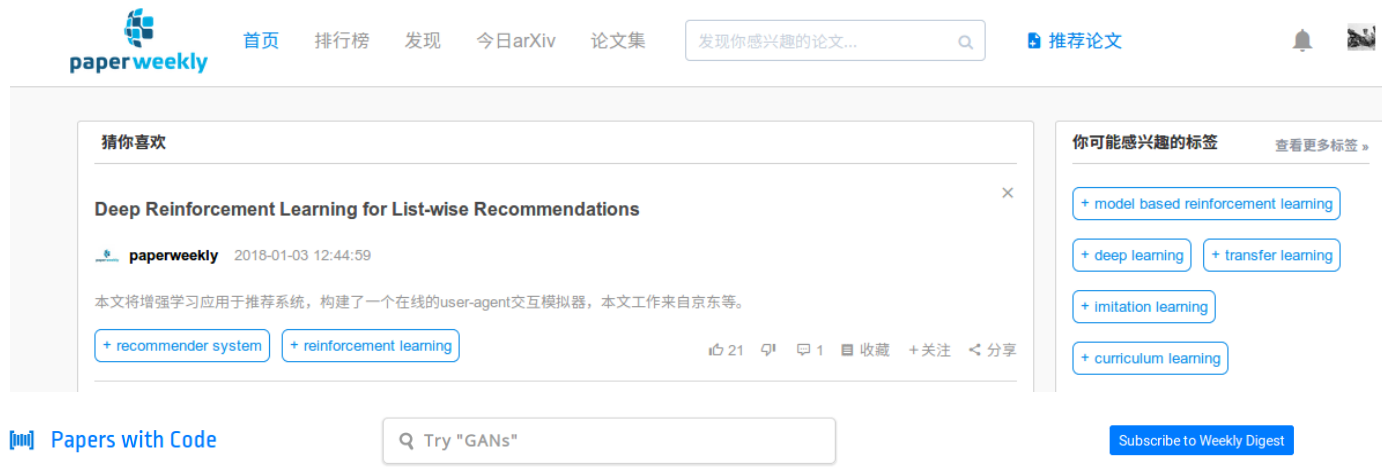 paperweekly 首页 排行榜 发现 今日arXiv 论文集 发现你感兴趣的论文... 推荐论文
猜你喜欢
Deep Reinforcement Learning for List-wise Recommendations
paperweekly 2018-01-03 12:44:59
本文将增强学习应用于推荐系统，构建了一个在线的user-agent交互模拟器，本文工作来自京东等。
+ recommender system + reinforcement learning
21 1 收藏 +关注 分享
你可能感兴趣的标签 查看更多标签 »
+ model based reinforcement learning
+ deep learning + transfer learning
+ imitation learning
+ curriculum learning
Papers with Code Try "GANs" Subscribe to Weekly Digest